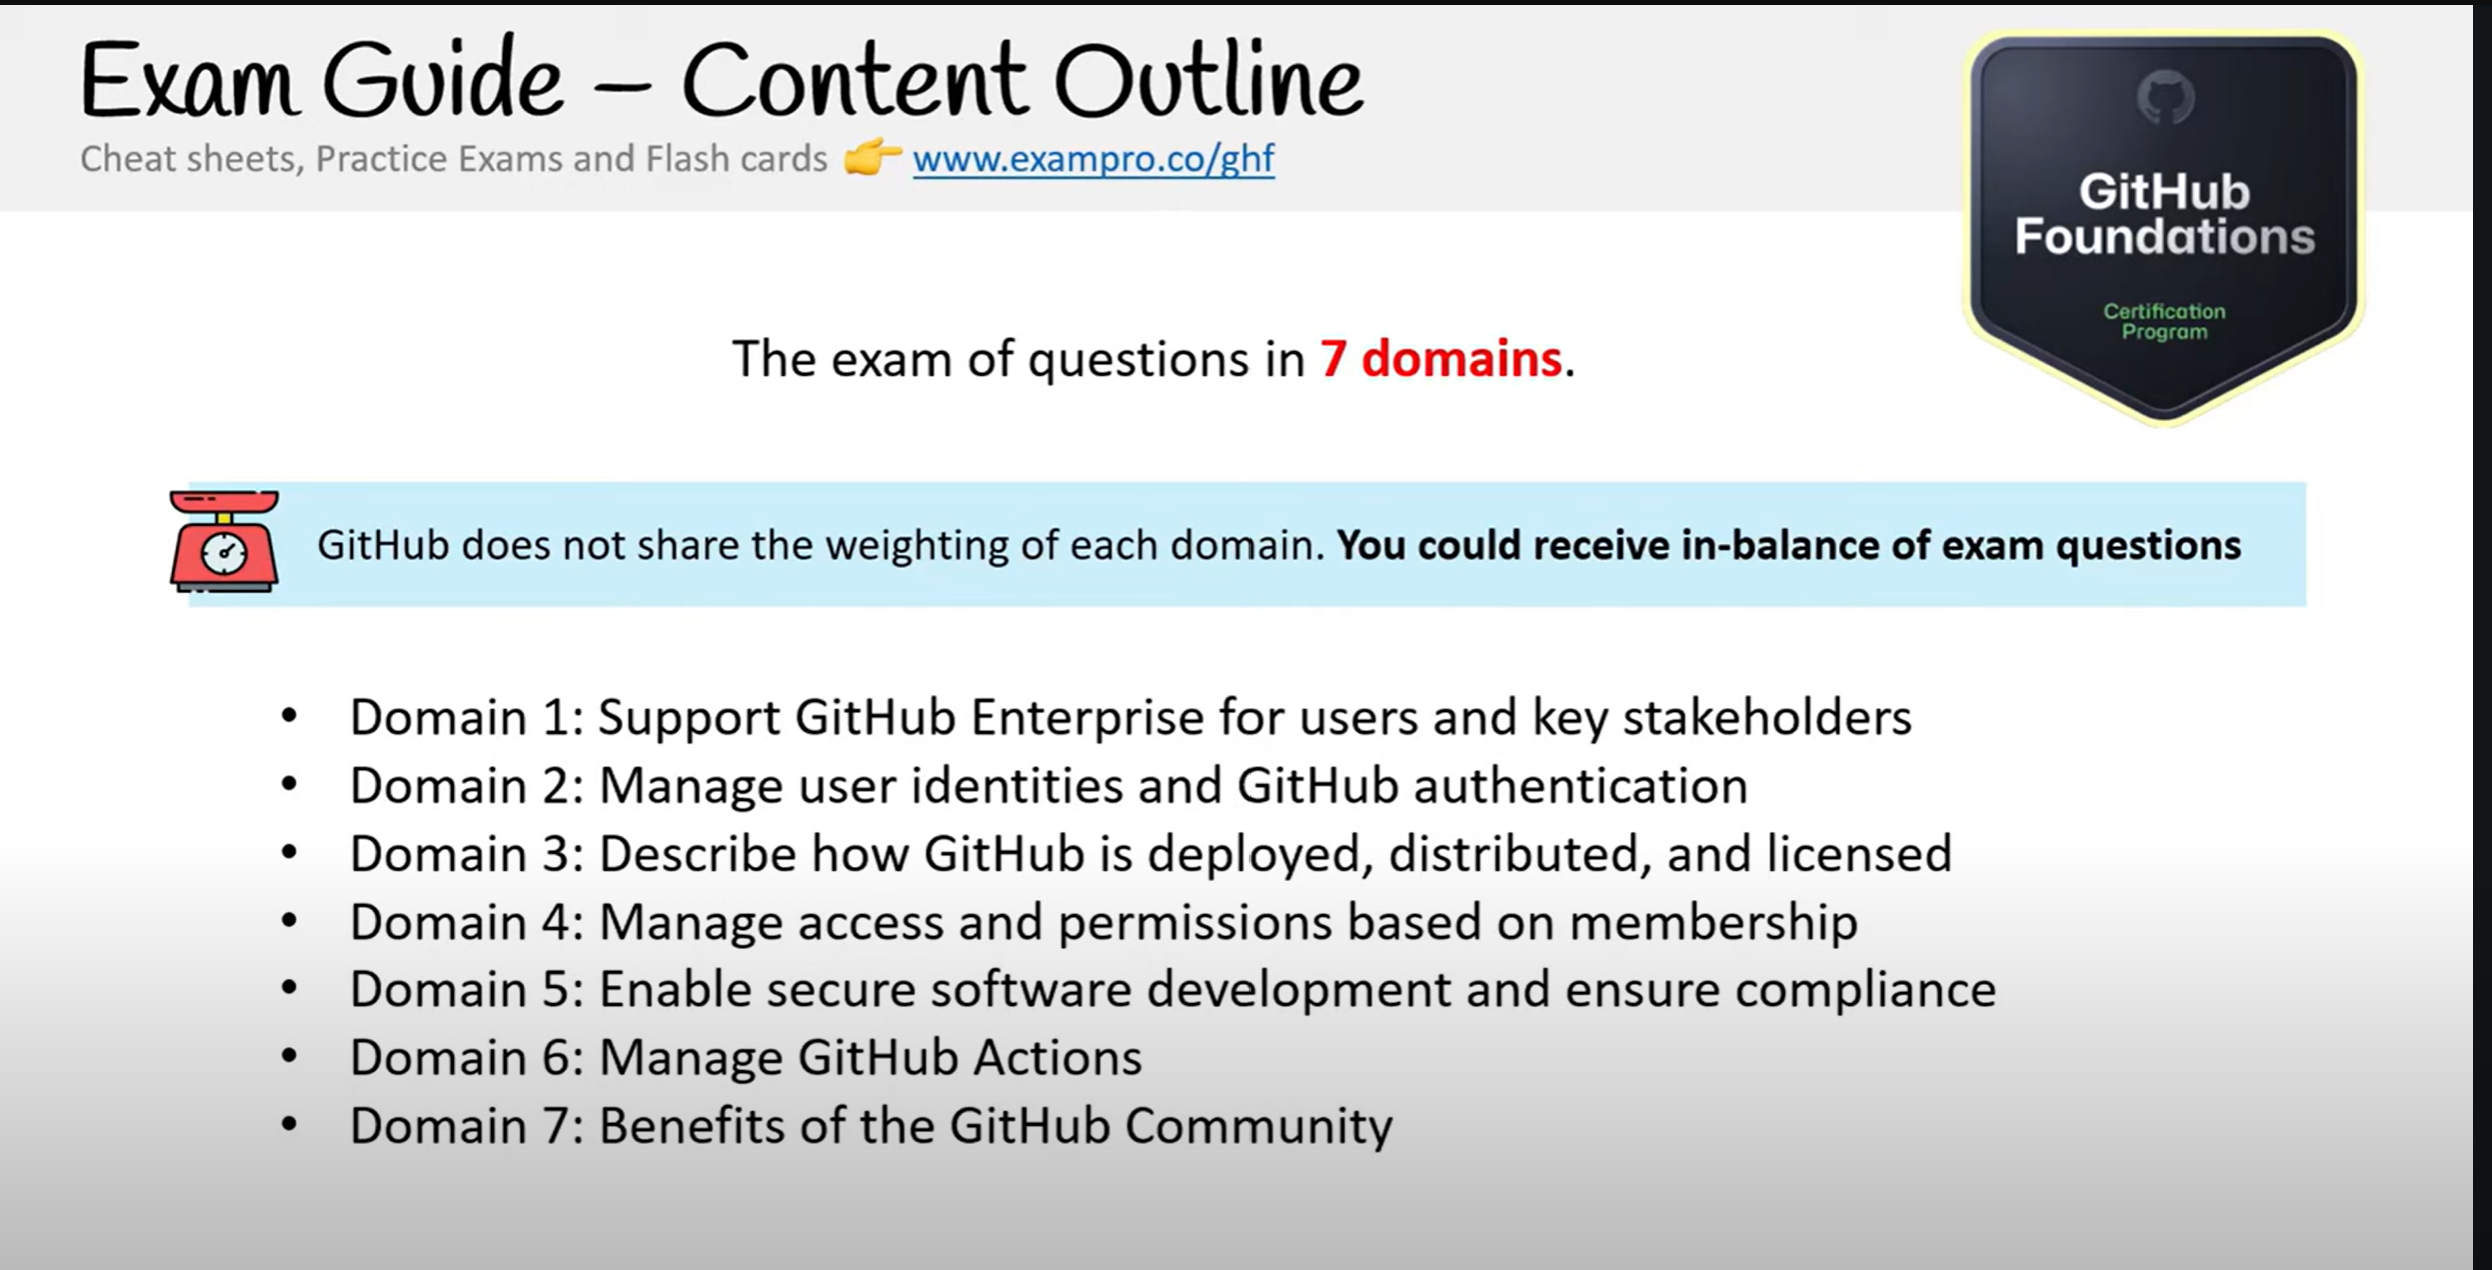 Exam Guide – Content Outline
Cheat sheets, Practice Exams and Flash cards 👉 www.exampro.co/ghf
GitHub
Foundations
Certification
Program
The exam of questions in 7 domains.
GitHub does not share the weighting of each domain. You could receive in-balance of exam questions
• Domain 1: Support GitHub Enterprise for users and key stakeholders
• Domain 2: Manage user identities and GitHub authentication
• Domain 3: Describe how GitHub is deployed, distributed, and licensed
• Domain 4: Manage access and permissions based on membership
• Domain 5: Enable secure software development and ensure compliance
• Domain 6: Manage GitHub Actions
• Domain 7: Benefits of the GitHub Community